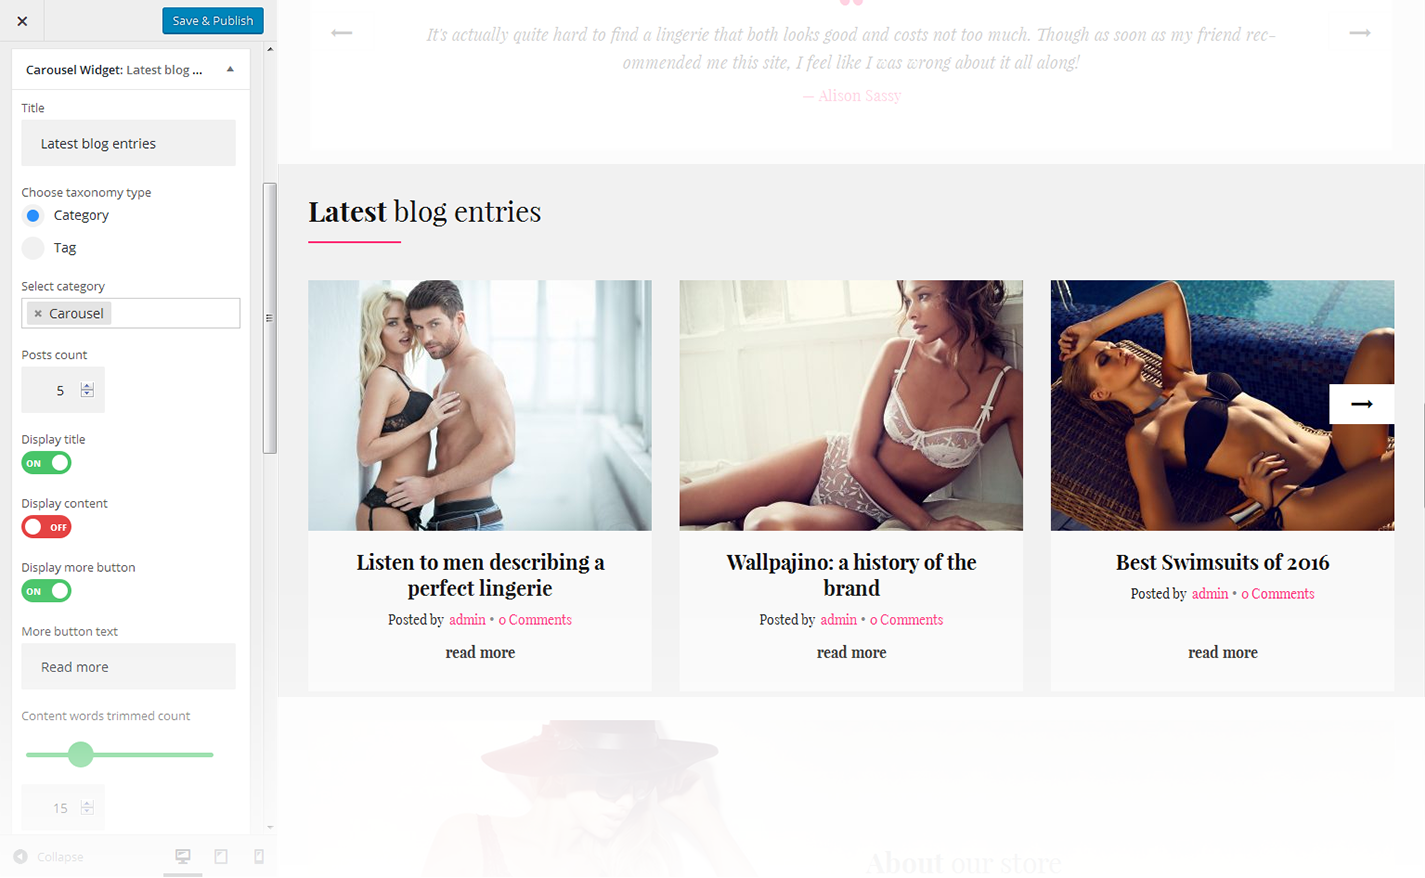 Save & Publish
Carousel Widget: Latest blog ...
Title
Latest blog entries
Choose taxonomy type
Category
Tag
Select category
× Carousel
Posts count
5
Display title
ON
Display content
OFF
Display more button
ON
More button text
Read more
Content words trimmed count
15
Collapse
It's actually quite hard to find a lingerie that both looks good and costs not too much. Though as soon as my friend rec-
ommended me this site, I feel like I was wrong about it all along!
— Alison Sassy
Latest blog entries
Listen to men describing a
perfect lingerie
Posted by admin • 0 Comments
read more
Wallpajino: a history of the
brand
Posted by admin • 0 Comments
read more
Best Swimsuits of 2016
Posted by admin • 0 Comments
read more
About our store